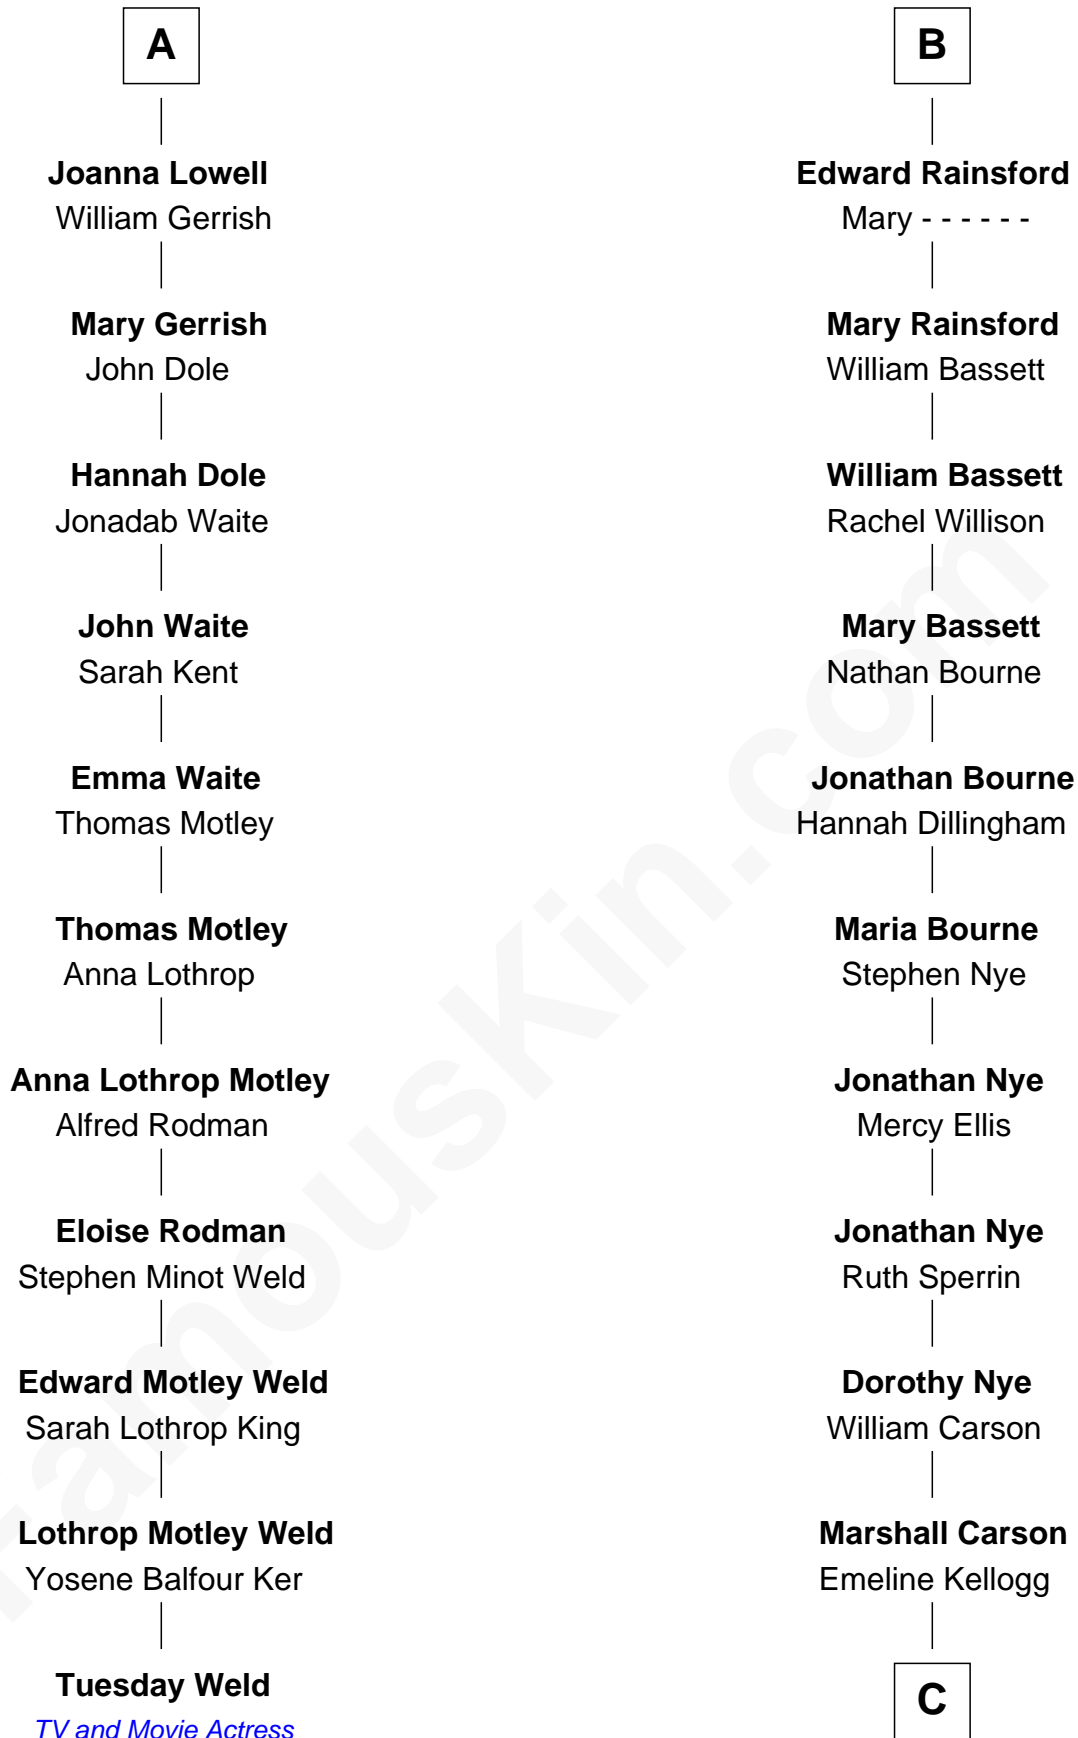 A
Joanna Lowell
William Gerrish
Mary Gerrish
John Dole
Hannah Dole
Jonadab Waite
John Waite
Sarah Kent
Emma Waite
Thomas Motley
Thomas Motley
Anna Lothrop
Anna Lothrop Motley
Alfred Rodman
Eloise Rodman
Stephen Minot Weld
Edward Motley Weld
Sarah Lothrop King
Lothrop Motley Weld
Yosene Balfour Ker
Tuesday Weld
TV and Movie Actress
B
Edward Rainsford
Mary - - - - - -
Mary Rainsford
William Bassett
William Bassett
Rachel Willison
Mary Bassett
Nathan Bourne
Jonathan Bourne
Hannah Dillingham
Maria Bourne
Stephen Nye
Jonathan Nye
Mercy Ellis
Jonathan Nye
Ruth Sperrin
Dorothy Nye
William Carson
Marshall Carson
Emeline Kellogg
C
FamousKin.com